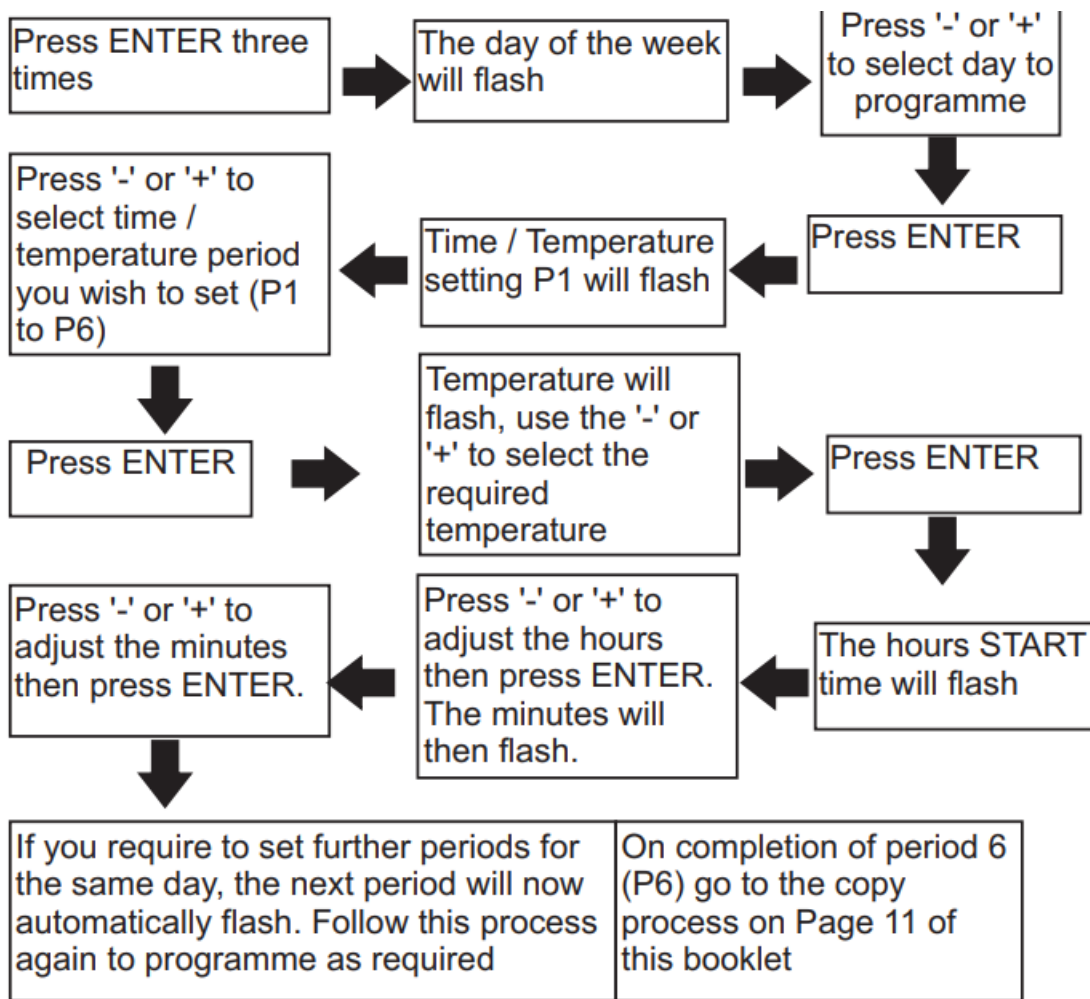 Press ENTER three
times
The day of the week
will flash
Press '-' or '+'
to select day to
programme
Press ENTER
Time / Temperature
setting P1 will flash
Press '-' or '+' to
select time /
temperature period
you wish to set (P1
to P6)
Press ENTER
Temperature will
flash, use the '-' or
'+' to select the
required
temperature
Press ENTER
The hours START
time will flash
Press '-' or '+' to
adjust the hours
then press ENTER.
The minutes will
then flash.
Press '-' or '+' to
adjust the minutes
then press ENTER.
If you require to set further periods for
the same day, the next period will now
automatically flash. Follow this process
again to programme as required
On completion of period 6
(P6) go to the copy
process on Page 11 of
this booklet